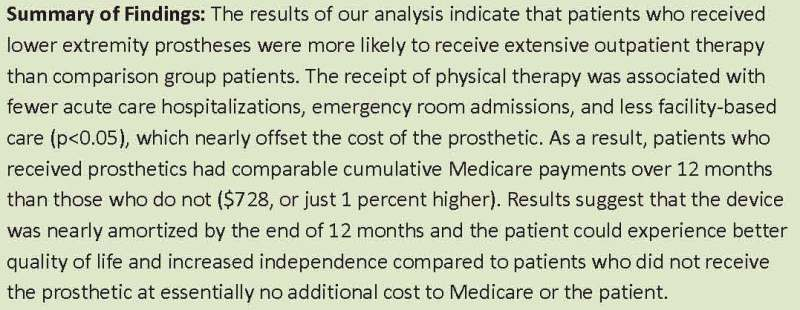 Summary of Findings: The results of our analysis indicate that patients who received
lower extremity prostheses were more likely to receive extensive outpatient therapy
than comparison group patients. The receipt of physical therapy was associated with
fewer acute care hospitalizations, emergency room admissions, and less facility-based
care (p<0.05), which nearly offset the cost of the prosthetic. As a result, patients who
received prosthetics had comparable cumulative Medicare payments over 12 months
than those who do not ($728, or just 1 percent higher). Results suggest that the device
was nearly amortized by the end of 12 months and the patient could experience better
quality of life and increased independence compared to patients who did not receive
the prosthetic at essentially no additional cost to Medicare or the patient.